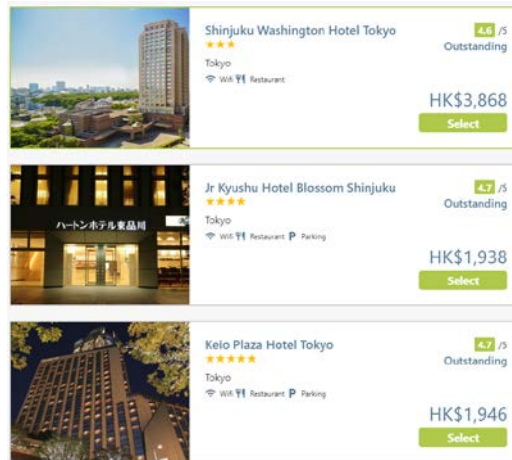 Shinjuku Washington Hotel Tokyo
4.6 /5
Outstanding
Tokyo
Wifi Restaurant
HK$3,868
Select
ハートンホテル東品川
Jr Kyushu Hotel Blossom Shinjuku
4.7 /5
Outstanding
Tokyo
Wifi Restaurant P Parking
HK$1,938
Select
Keio Plaza Hotel Tokyo
4.7 /5
Outstanding
Tokyo
Wifi Restaurant P Parking
HK$1,946
Select